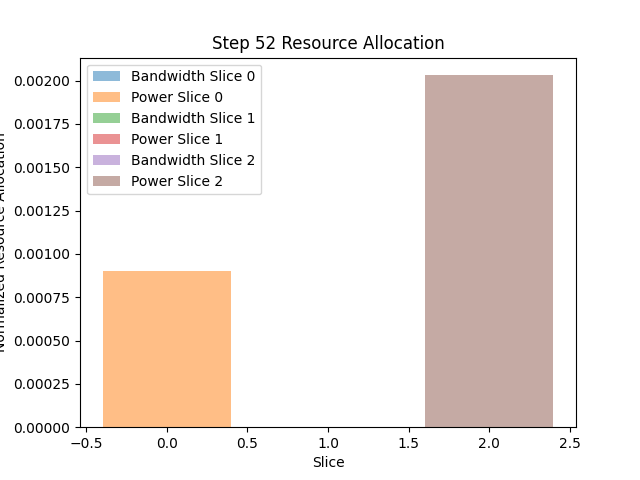 Step 52 Resource Allocation
Bandwidth Slice 0
Power Slice 0
Bandwidth Slice 1
Power Slice 1
Bandwidth Slice 2
Power Slice 2
Normalized Resource Allocation
0.00200
0.00175
0.00150
0.00125
0.00100
0.00075
0.00050
0.00025
0.00000
−0.5
0.0
0.5
1.0
1.5
2.0
2.5
Slice